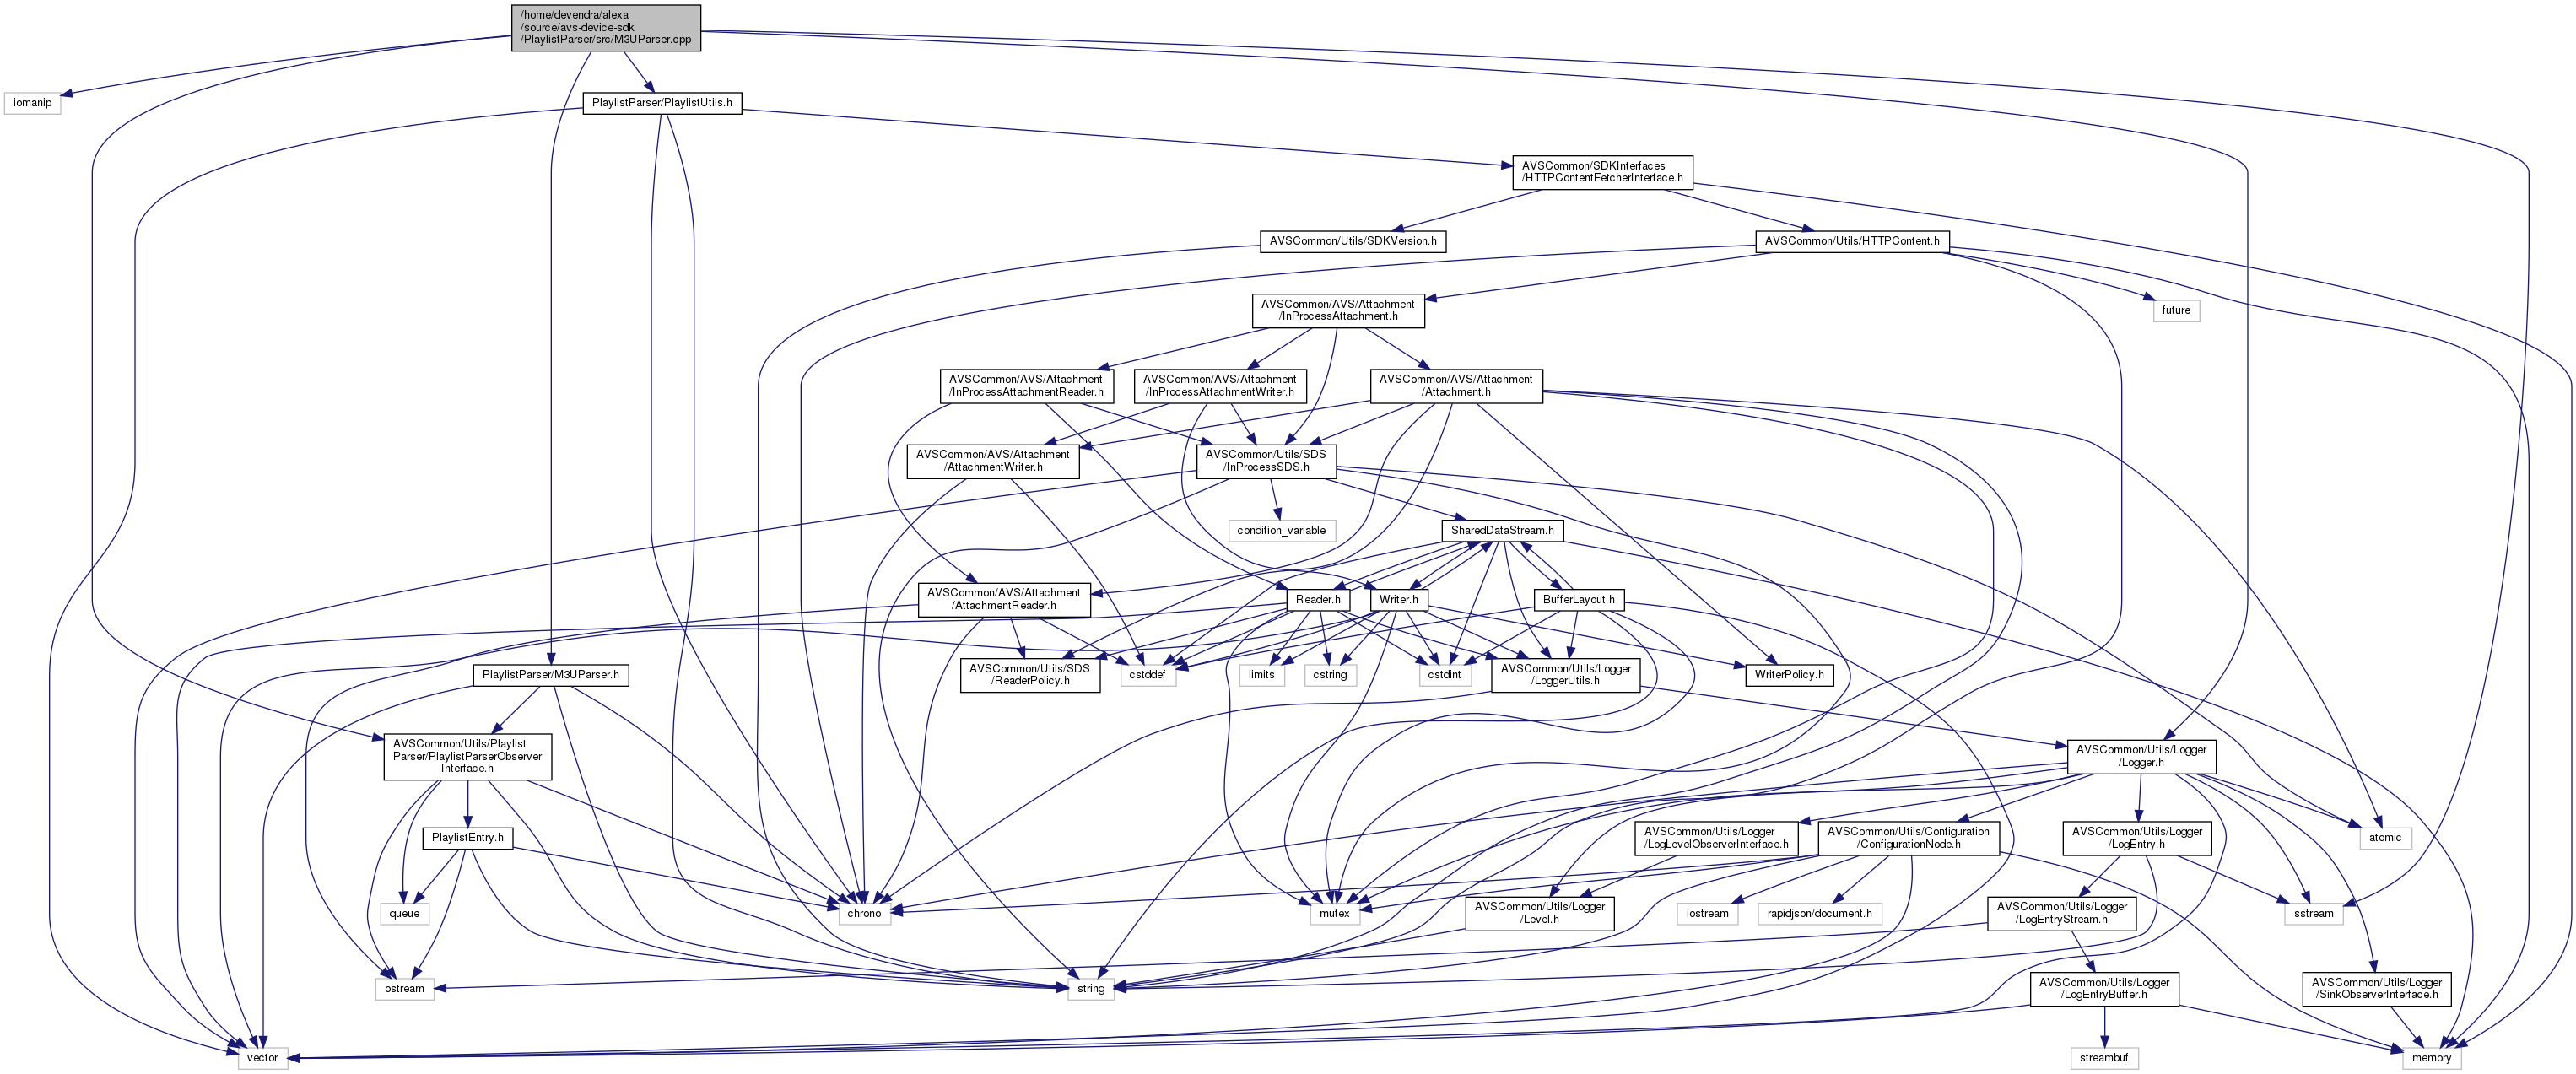 /home/devendra/alexa
/source/avs-device-sdk
/PlaylistParser/src/M3UParser.cpp
iomanip
PlaylistParser/PlaylistUtils.h
AVSCommon/SDKInterfaces
/HTTPContentFetcherInterface.h
AVSCommon/Utils/SDKVersion.h
AVSCommon/Utils/HTTPContent.h
AVSCommon/AVS/Attachment
/InProcessAttachment.h
future
AVSCommon/AVS/Attachment
/InProcessAttachmentReader.h
AVSCommon/AVS/Attachment
/InProcessAttachmentWriter.h
AVSCommon/AVS/Attachment
/Attachment.h
AVSCommon/AVS/Attachment
/AttachmentWriter.h
AVSCommon/Utils/SDS
/InProcessSDS.h
condition_variable
SharedDataStream.h
AVSCommon/AVS/Attachment
/AttachmentReader.h
Reader.h
Writer.h
BufferLayout.h
PlaylistParser/M3UParser.h
AVSCommon/Utils/SDS
/ReaderPolicy.h
cstddef
limits
cstring
cstdint
AVSCommon/Utils/Logger
/LoggerUtils.h
WriterPolicy.h
AVSCommon/Utils/Playlist
Parser/PlaylistParserObserver
Interface.h
AVSCommon/Utils/Logger
/Logger.h
PlaylistEntry.h
AVSCommon/Utils/Logger
/LogLevelObserverInterface.h
AVSCommon/Utils/Configuration
/ConfigurationNode.h
AVSCommon/Utils/Logger
/LogEntry.h
atomic
queue
chrono
mutex
AVSCommon/Utils/Logger
/Level.h
iostream
rapidjson/document.h
AVSCommon/Utils/Logger
/LogEntryStream.h
sstream
ostream
string
AVSCommon/Utils/Logger
/LogEntryBuffer.h
AVSCommon/Utils/Logger
/SinkObserverInterface.h
vector
streambuf
memory